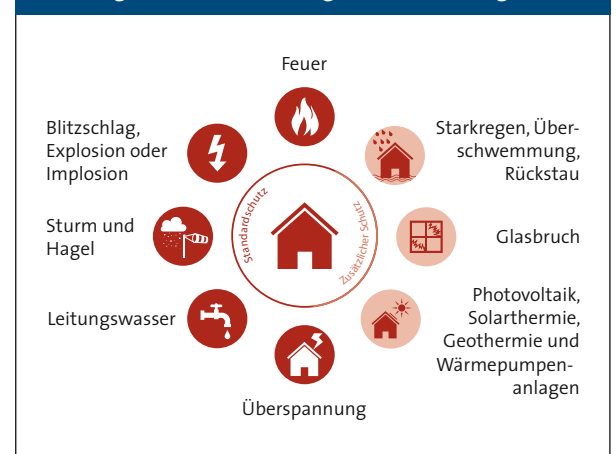 Feuer
Blitzschlag,
Explosion oder
Implosion
Starkregen, Über-
schwemmung,
Rückstau
Standardschutz
Zusätzlicher Schutz
Sturm und
Hagel
Glasbruch
Leitungswasser
Photovoltaik,
Solarthermie,
Geothermie und
Wärmepumpen-
anlagen
Überspannung